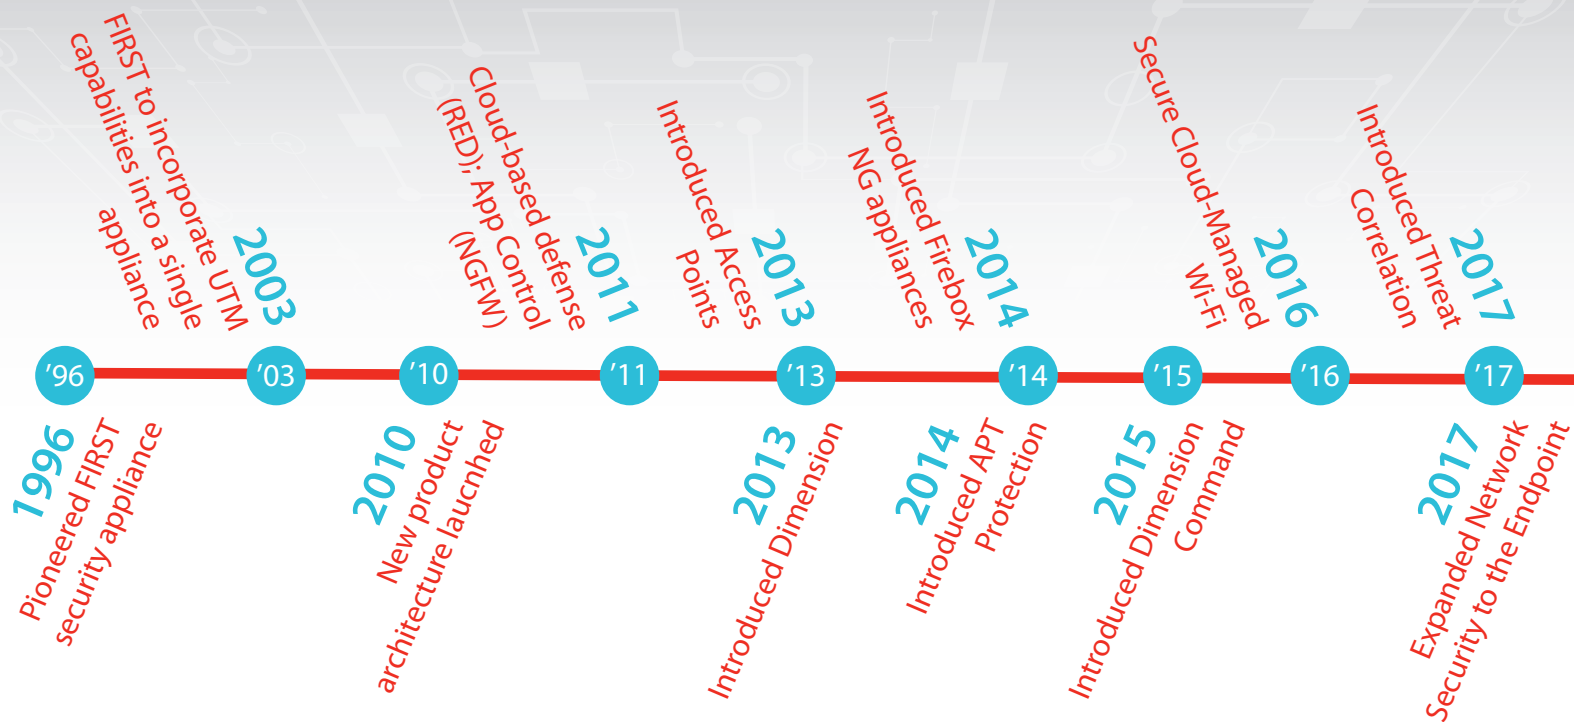 FIRST to incorporate UTM
capabilities into a single
appliance
2003
Cloud-based defense
(RED); App Control
(NGFW)
2011
Introduced Access
Points
2013
Introduced Firebox
NG appliances
2014
Secure Cloud-Managed
Wi-Fi
2016
Introduced Threat
Correlation
2017
’96
’03
’10
’11
’13
’14
’15
’16
’17
1996
Pioneered FIRST
security appliance
2010
New product
architecture laucnhed
2013
Introduced Dimension
2014
Introduced APT
Protection
2015
Introduced Dimension
Command
2017
Expanded Network
Security to the Endpoint